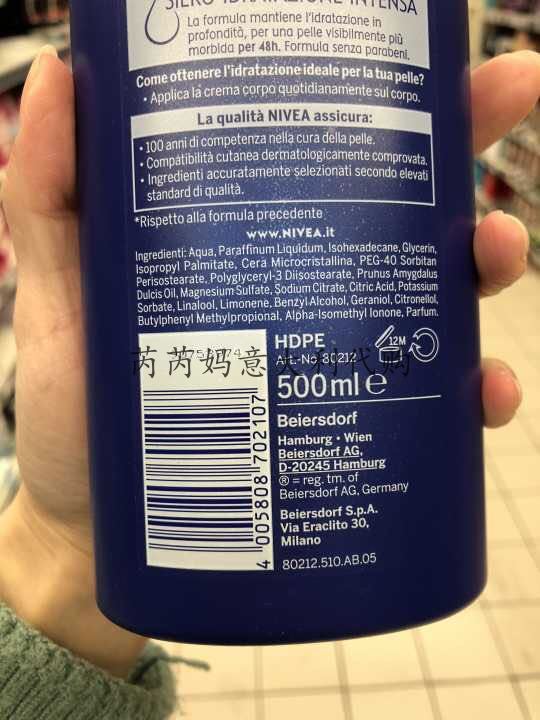 SIERO IDRATAZIONE INTENSA
La formula mantiene l'idratazione in
profondità, per una pelle visibilmente più
morbida per 48h. Formula senza parabeni.
Come ottenere l'idratazione ideale per la tua pelle?
• Applica la crema corpo quotidianamente sul corpo.
La qualità NIVEA assicura:
• 100 anni di competenza nella cura della pelle.
• Compatibilità cutanea dermatologicamente comprovata.
• Ingredienti accuratamente selezionati secondo elevati
standard di qualità.
*Rispetto alla formula precedente
www.NIVEA.it
Ingredienti: Aqua, Paraffinum Liquidum, Isohexadecane, Glycerin,
Isopropyl Palmitate, Cera Microcristallina, PEG-40 Sorbitan
Perisostearate, Polyglyceryl-3 Diisostearate, Prunus Amygdalus
Dulcis Oil, Magnesium Sulfate, Sodium Citrate, Citric Acid, Potassium
Sorbate, Linalool, Limonene, Benzyl Alcohol, Geraniol, Citronellol,
Butylphenyl Methylpropional, Alpha-Isomethyl Ionone, Parfum.
HDPE
12M
Art.-No. 80212
芮芮妈意大利代购
500 ml e
Beiersdorf
Hamburg • Wien
Beiersdorf AG,
D-20245 Hamburg
® = reg. tm. of
Beiersdorf AG, Germany
Beiersdorf S.p.A.
Via Eraclito 30,
Milano
80212.510.AB.05
4 005808 702107